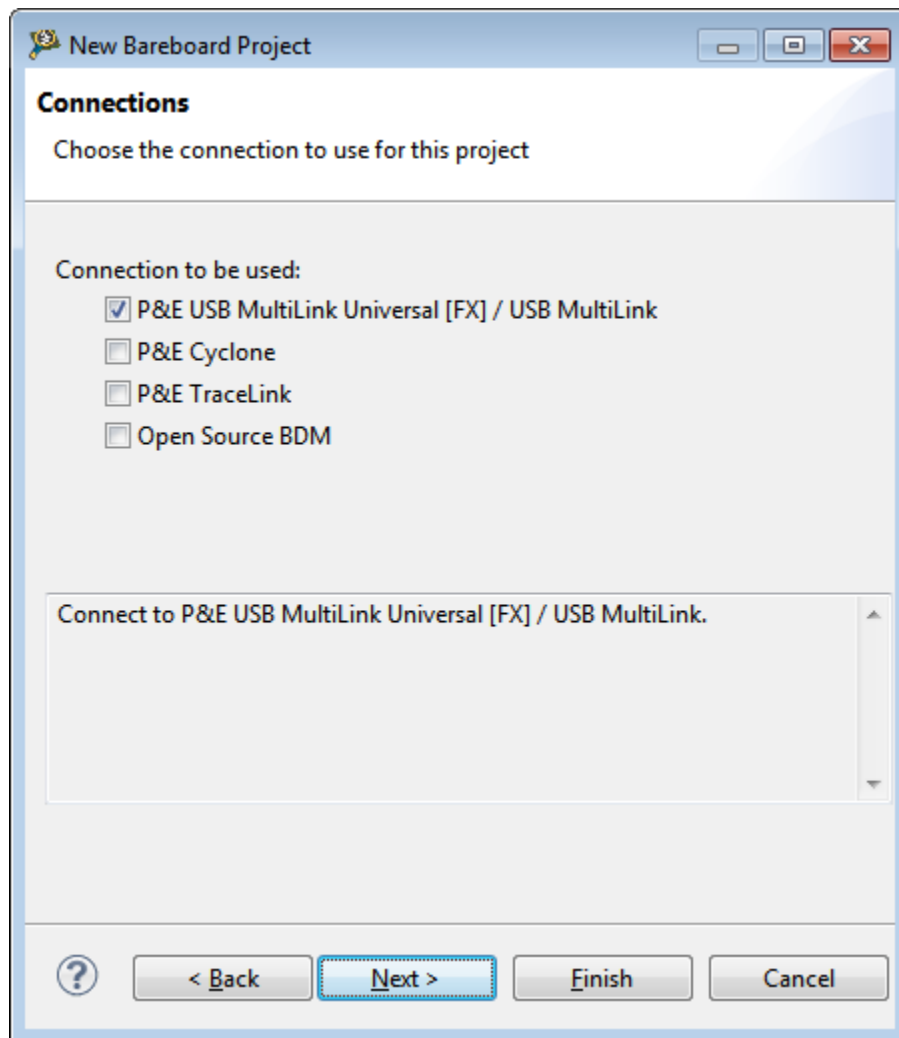 New Bareboard Project
Connections
Choose the connection to use for this project
Connection to be used:
P&E USB MultiLink Universal [FX] / USB MultiLink
P&E Cyclone
P&E TraceLink
Open Source BDM
Connect to P&E USB MultiLink Universal [FX] / USB MultiLink.
? < Back Next > Finish Cancel